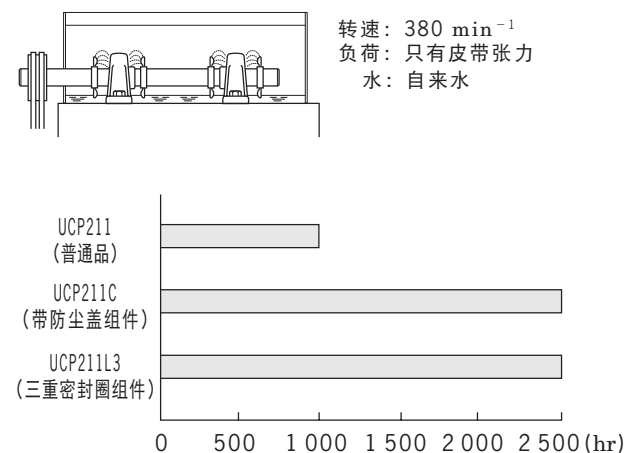 转速：380 min⁻¹
负荷：只有皮带张力
水：自来水
UCP211
（普通品）
UCP211C
（带防尘盖组件）
UCP211L3
（三重密封圈组件）
0 500 1 000 1 500 2 000 2 500 (hr)